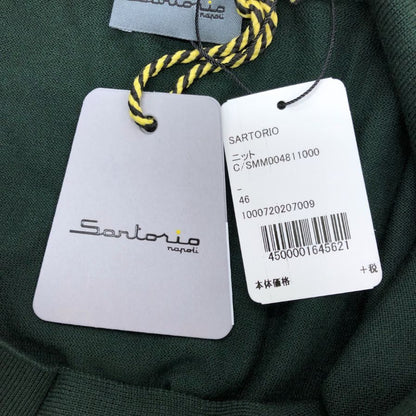 Sartorio
napoli
Sartorio
napoli
SARTORIO
ニット
C/SMM004811000
-
46
1000720207009
4500001645621
本体価格
+税